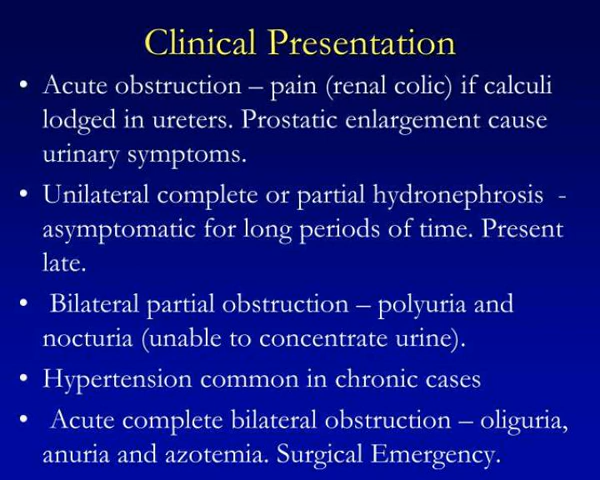 Clinical Presentation
• Acute obstruction – pain (renal colic) if calculi
lodged in ureters. Prostatic enlargement cause
urinary symptoms.
• Unilateral complete or partial hydronephrosis -
asymptomatic for long periods of time. Present
late.
• Bilateral partial obstruction – polyuria and
nocturia (unable to concentrate urine).
• Hypertension common in chronic cases
• Acute complete bilateral obstruction – oliguria,
anuria and azotemia. Surgical Emergency.